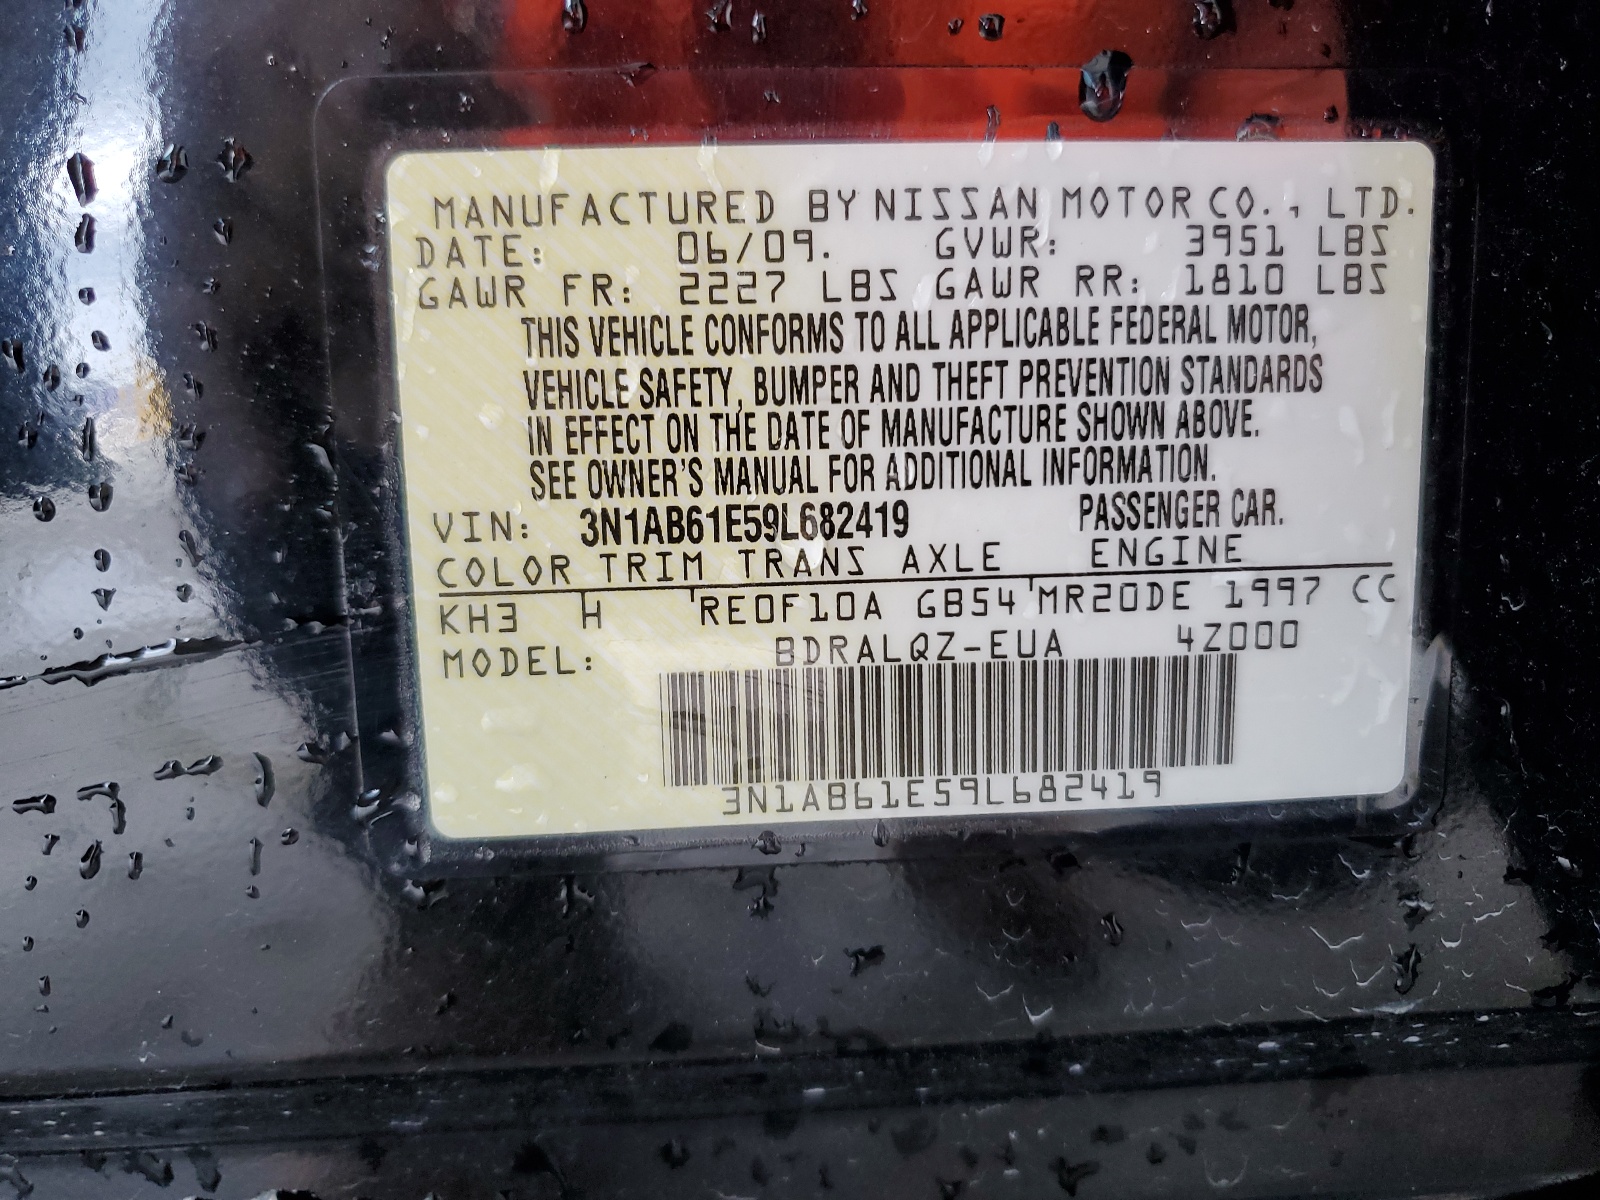 MANUFACTURED BY NISSAN MOTOR CO., LTD.
DATE: 06/09. GVWR: 3951 LBS
GAWR FR: 2227 LBS GAWR RR: 1810 LBS
THIS VEHICLE CONFORMS TO ALL APPLICABLE FEDERAL MOTOR,
VEHICLE SAFETY, BUMPER AND THEFT PREVENTION STANDARDS
IN EFFECT ON THE DATE OF MANUFACTURE SHOWN ABOVE.
SEE OWNER'S MANUAL FOR ADDITIONAL INFORMATION.
VIN: 3N1AB61E59L682419 PASSENGER CAR.
COLOR TRIM TRANS AXLE ENGINE
KH3 H RE0F10A GB54 MR20DE 1997 CC
MODEL: BDRALQZ-EUA 4Z000
3N1AB61E59L682419